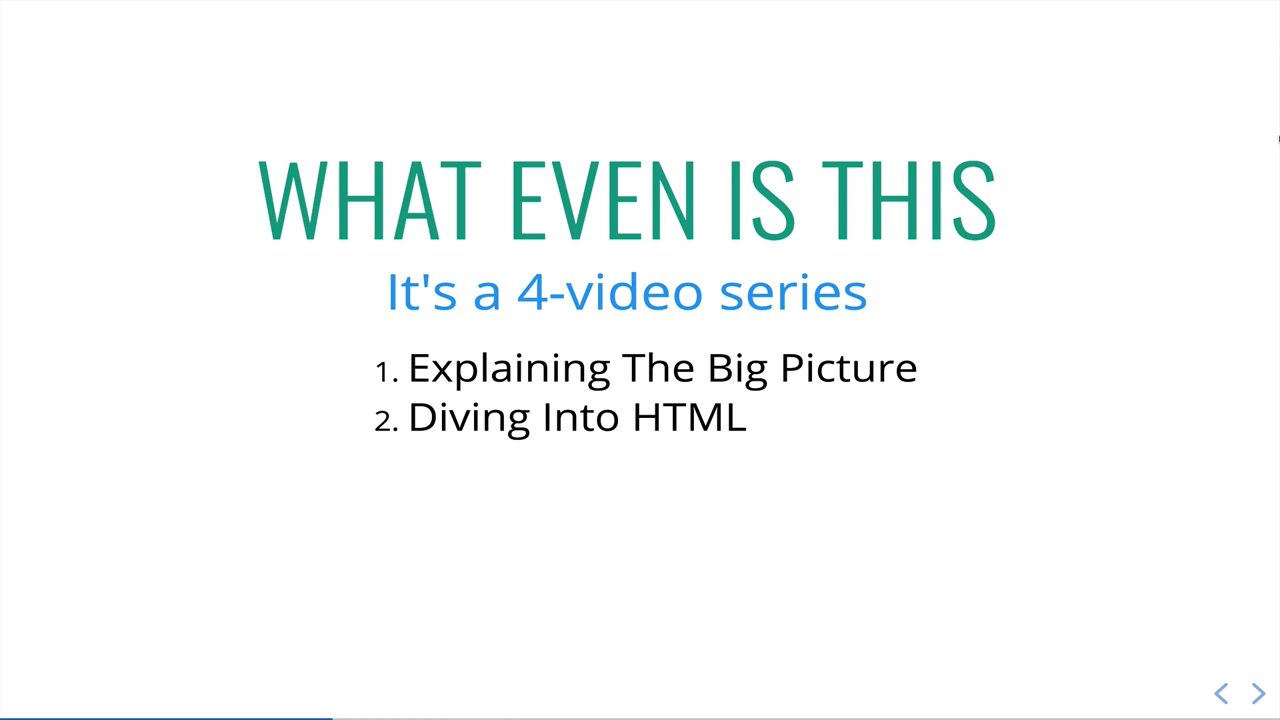 WHAT EVEN IS THIS
It's a 4-video series
1. Explaining The Big Picture
2. Diving Into HTML